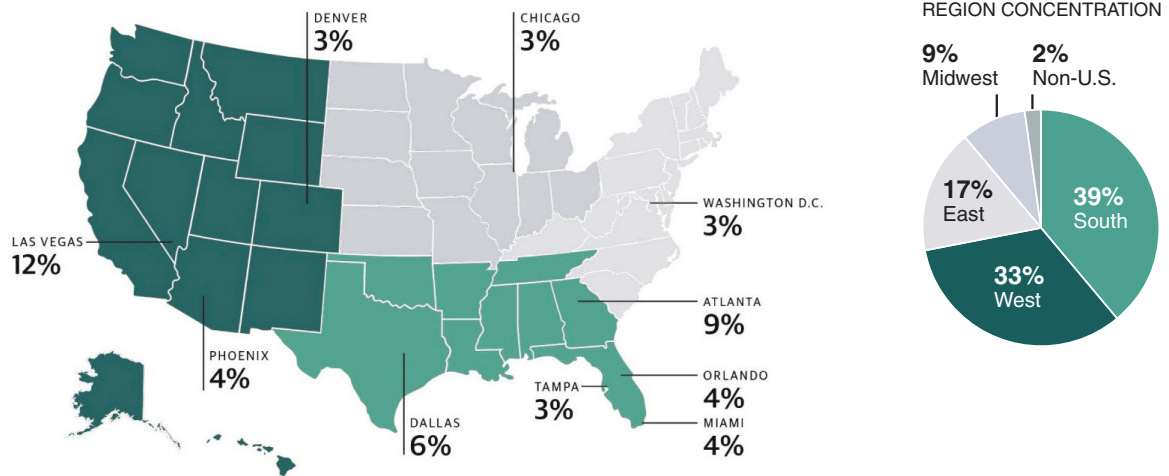 DENVER
3%
CHICAGO
3%
LAS VEGAS
12%
WASHINGTON D.C.
3%
ATLANTA
9%
PHOENIX
4%
ORLANDO
4%
TAMPA
3%
MIAMI
4%
DALLAS
6%
REGION CONCENTRATION
9%
Midwest
2%
Non-U.S.
39%
South
17%
East
33%
West